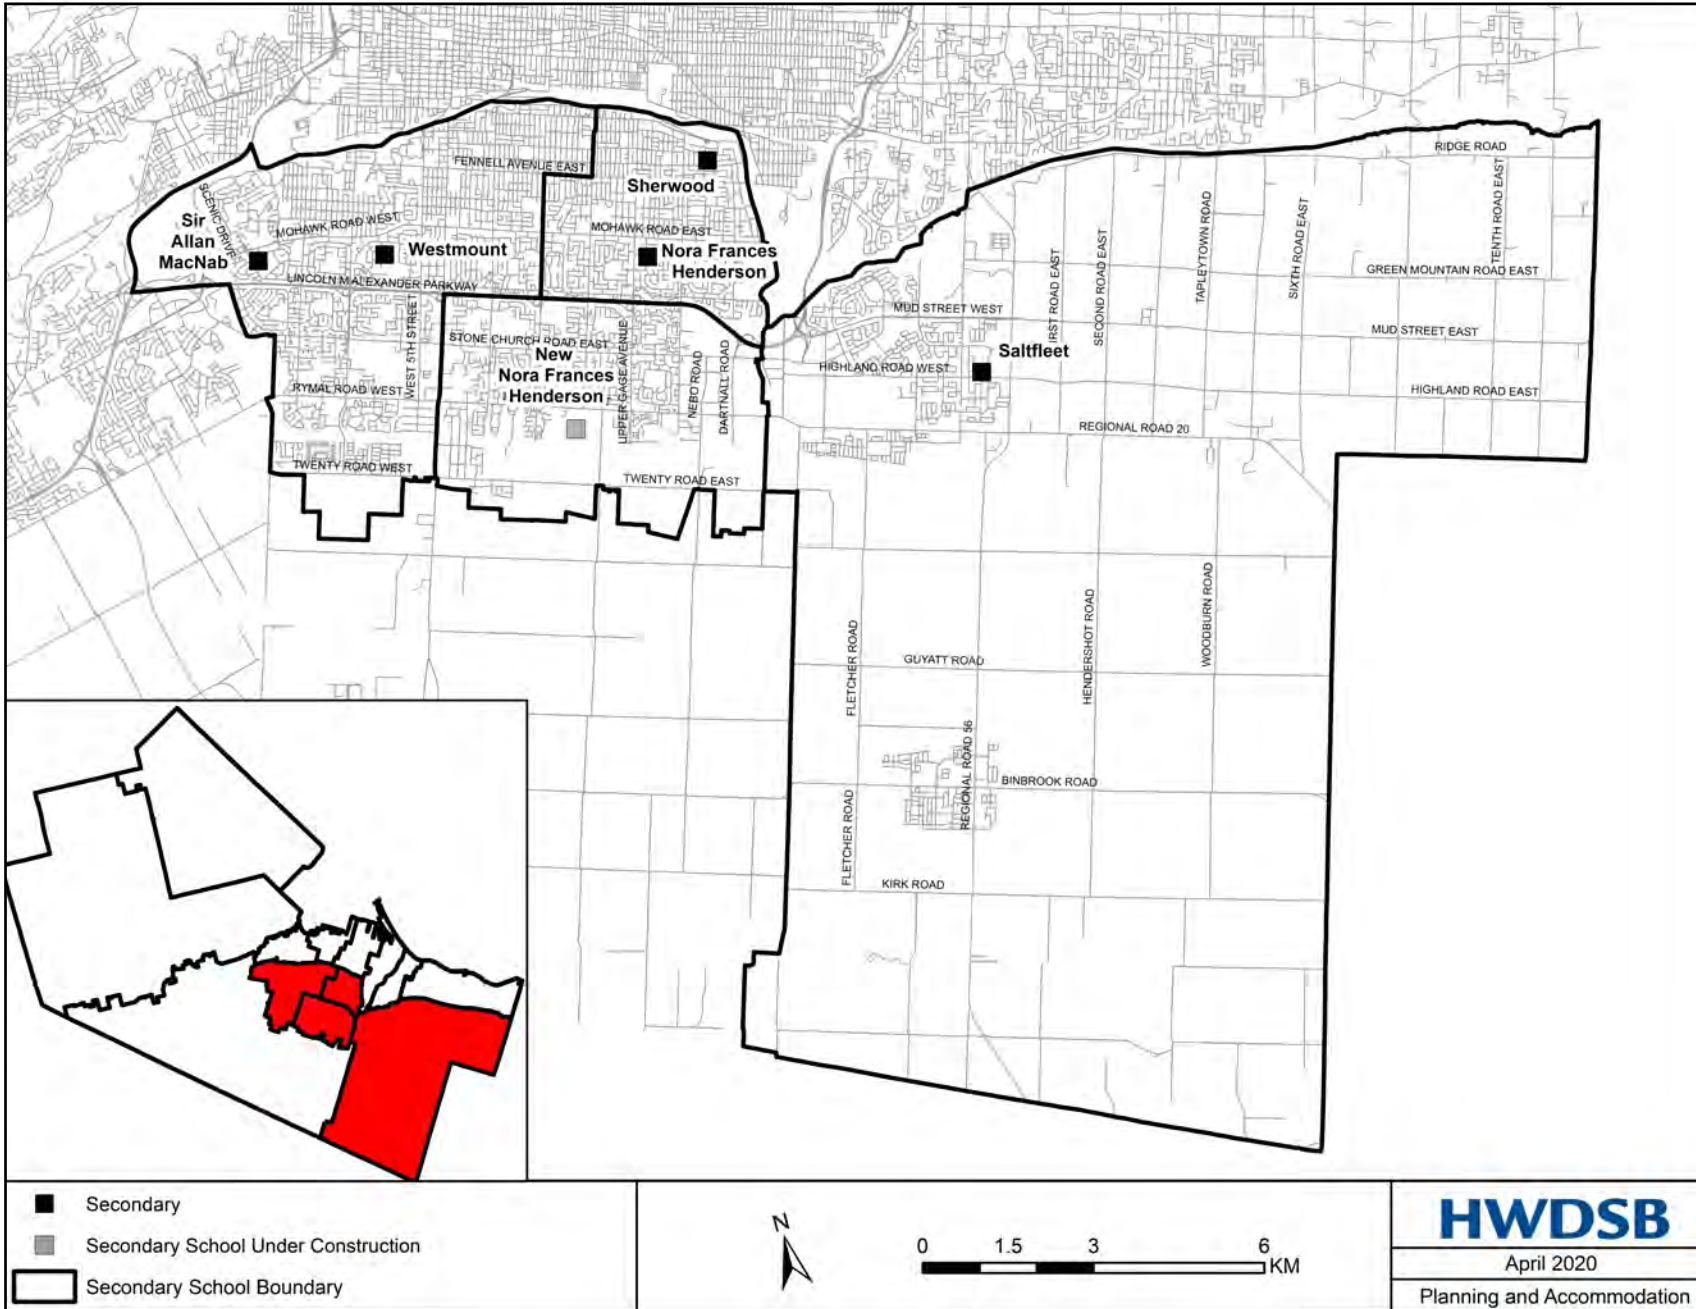 RIDGE ROAD
FENNELL AVENUE EAST
Sherwood
TENTH ROAD EAST
SCENIC DRIVE
Sir
Allan
MacNab
MOHAWK ROAD WEST
Westmount
MOHAWK ROAD EAST
Nora Frances
Henderson
TAPLEYTOWN ROAD
SIXTH ROAD EAST
SECOND ROAD EAST
IRST ROAD EAST
GREEN MOUNTAIN ROAD EAST
LINCOLN M ALEXANDER PARKWAY
MUD STREET WEST
MUD STREET EAST
WEST 5TH STREET
STONE CHURCH ROAD EAST
New
Nora Frances
Henderson
UPPER GAGE AVENUE
NEBO ROAD
DARTNALL ROAD
Saltfleet
HIGHLAND ROAD WEST
HIGHLAND ROAD EAST
RYMAL ROAD WEST
REGIONAL ROAD 20
TWENTY ROAD WEST
TWENTY ROAD EAST
FLETCHER ROAD
GUYATT ROAD
HENDERSHOT ROAD
WOODBURN ROAD
REGIONAL ROAD 56
BINBROOK ROAD
FLETCHER ROAD
KIRK ROAD
Secondary
Secondary School Under Construction
Secondary School Boundary
N
0 1.5 3 6
KM
HWDSB
April 2020
Planning and Accommodation